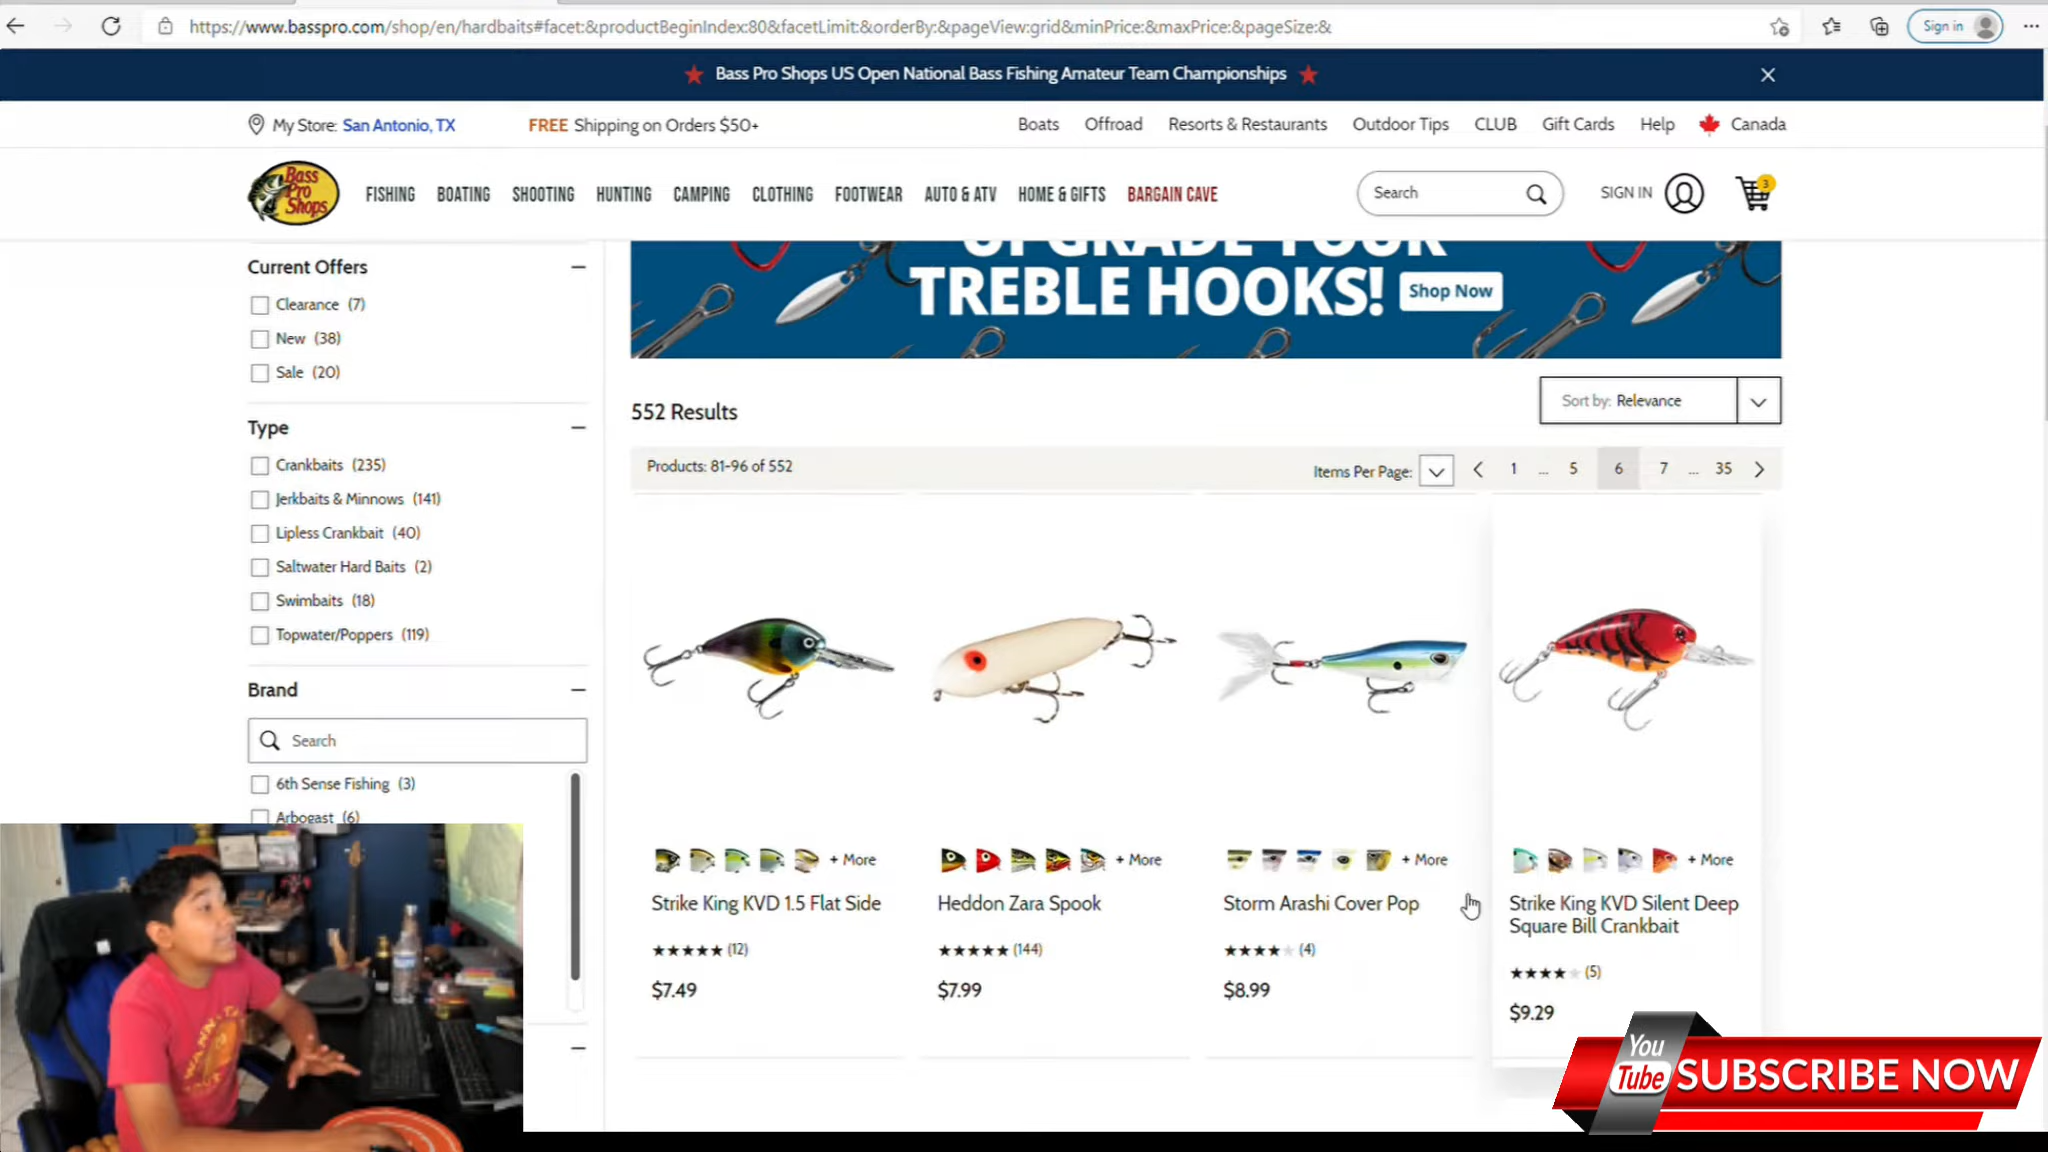 https://www.basspro.com/shop/en/hardbaits#facet:&productBeginIndex:80&facetLimit:&orderBy:&pageView:grid&minPrice:&maxPrice:&pageSize:&
Sign in
Bass Pro Shops US Open National Bass Fishing Amateur Team Championships
My Store: San Antonio, TX
FREE Shipping on Orders $50+
Boats
Offroad
Resorts & Restaurants
Outdoor Tips
CLUB
Gift Cards
Help
Canada
Bass
Pro
Shops
FISHING
BOATING
SHOOTING
HUNTING
CAMPING
CLOTHING
FOOTWEAR
AUTO & ATV
HOME & GIFTS
BARGAIN CAVE
Search
SIGN IN
3
Current Offers
Clearance (7)
New (38)
Sale (20)
Type
Crankbaits (235)
Jerkbaits & Minnows (141)
Lipless Crankbait (40)
Saltwater Hard Baits (2)
Swimbaits (18)
Topwater/Poppers (119)
Brand
Search
6th Sense Fishing (3)
Arbogast (6)
UPGRADE YOUR
TREBLE HOOKS!
Shop Now
552 Results
Sort by: Relevance
Products: 81-96 of 552
Items Per Page:
1 ... 5 6 7 ... 35
+ More
Strike King KVD 1.5 Flat Side
(12)
$7.49
+ More
Heddon Zara Spook
(144)
$7.99
+ More
Storm Arashi Cover Pop
(4)
$8.99
+ More
Strike King KVD Silent Deep
Square Bill Crankbait
(5)
$9.29
You
Tube
SUBSCRIBE NOW